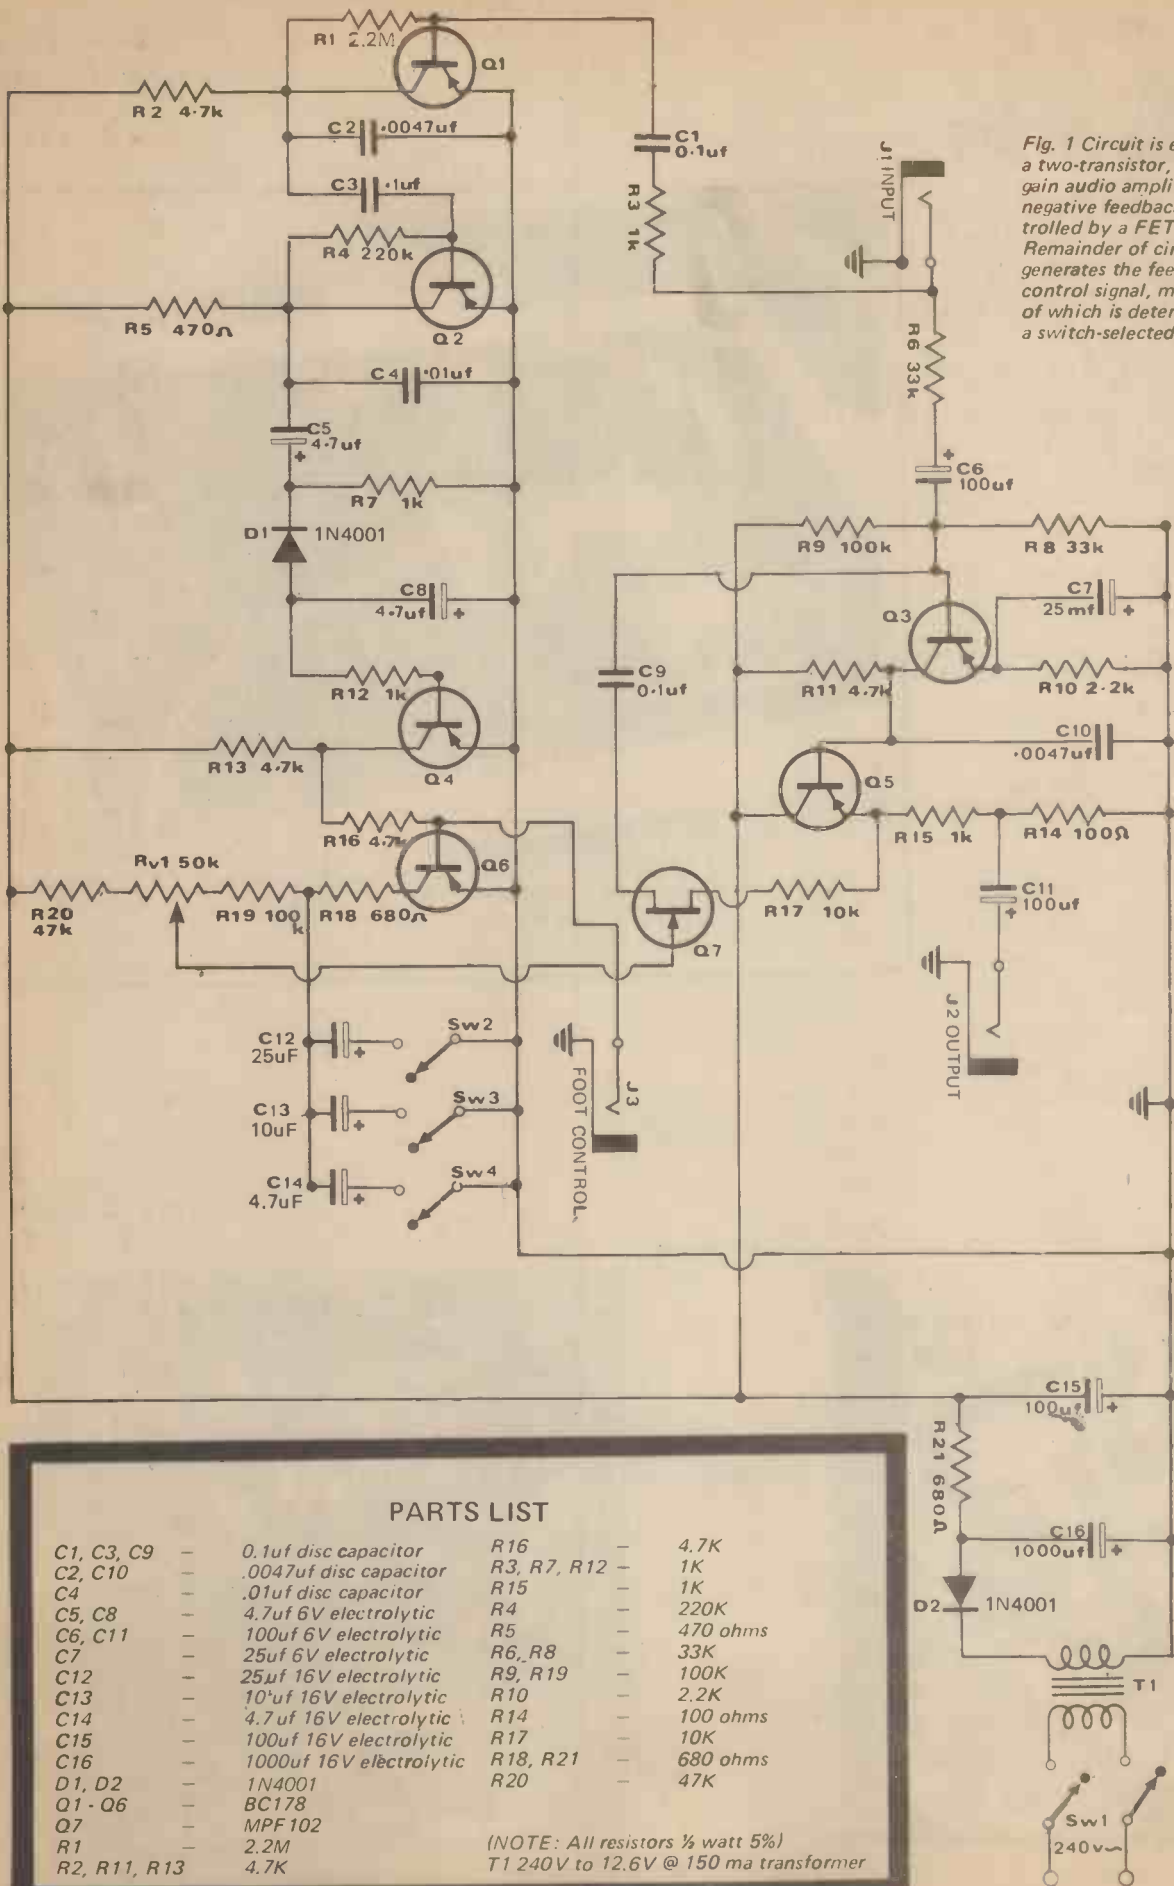 R1 2.2M
Q1
R2 4.7k
C2 .0047uf
C1
0.1uf
C3 .1uf
R3 1k
J1 INPUT
Fig. 1 Circuit is
a two-transistor,
gain audio
negative
by a FET
Remainder of
generates the
control signal,
of which is
a switch-selected
R4 220k
R5 470Ω
Q2
C4 .01uf
R6 33k
C5
4.7uf
+
+
C6
100uf
R7 1k
D1 1N4001
R9 100k
R8 33k
C8
4.7uf +
C7
25mf +
Q3
C9
0.1uf
R12 1k
R11 4.7k
R10 2.2k
C10
.0047uf
R13 4.7k
Q4
Q5
R15 1k
R14 100Ω
R16 4.7k
Q6
Rv1 50k
R20
47k
R19 100
k
R18 680Ω
C11
100uf
+
R17 10k
Q7
J2 OUTPUT
C12
25uF
+
Sw2
C13
10uF
+
Sw3
J3
FOOT CONTROL
C14
4.7uF
+
Sw4
C15
100uf +
R21 680Ω
C16
1000uf +
D2 1N4001
T1
Sw1
240v~
PARTS LIST
C1, C3, C9 – 0.1uf disc capacitor
C2, C10 – .0047uf disc capacitor
C4 – .01uf disc capacitor
C5, C8 – 4.7uf 6V electrolytic
C6, C11 – 100uf 6V electrolytic
C7 – 25uf 6V electrolytic
C12 – 25µf 16V electrolytic
C13 – 10uf 16V electrolytic
C14 – 4.7uf 16V electrolytic
C15 – 100uf 16V electrolytic
C16 – 1000uf 16V electrolytic
D1, D2 – 1N4001
Q1 - Q6 – BC178
Q7 – MPF102
R1 – 2.2M
R2, R11, R13 4.7K
R16 – 4.7K
R3, R7, R12 – 1K
R15 – 1K
R4 – 220K
R5 – 470 ohms
R6, R8 – 33K
R9, R19 – 100K
R10 – 2.2K
R14 – 100 ohms
R17 – 10K
R18, R21 – 680 ohms
R20 – 47K
(NOTE: All resistors ½ watt 5%)
T1 240V to 12.6V @ 150 ma transformer